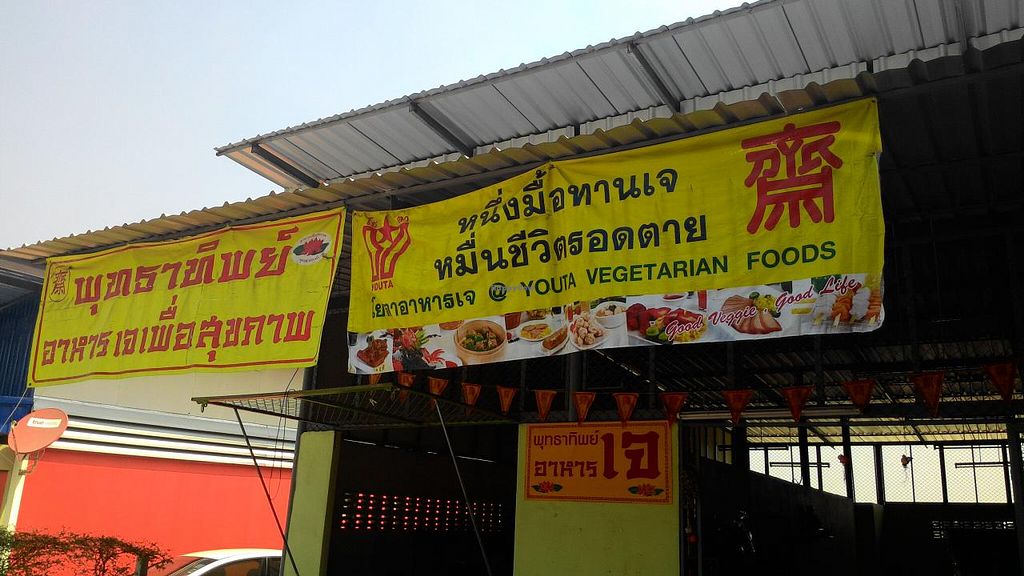 齋
พุทธาทิพย์
อาหารเจเพื่อสุขภาพ
YOUTA
หนึ่งมื้อทานเจ
หมื่นชีวิตรอดตาย
โยตาอาหารเจ @ YOUTA VEGETARIAN FOODS
齋
Good Veggie Good Life
พุทธาทิพย์
อาหารเจ
true